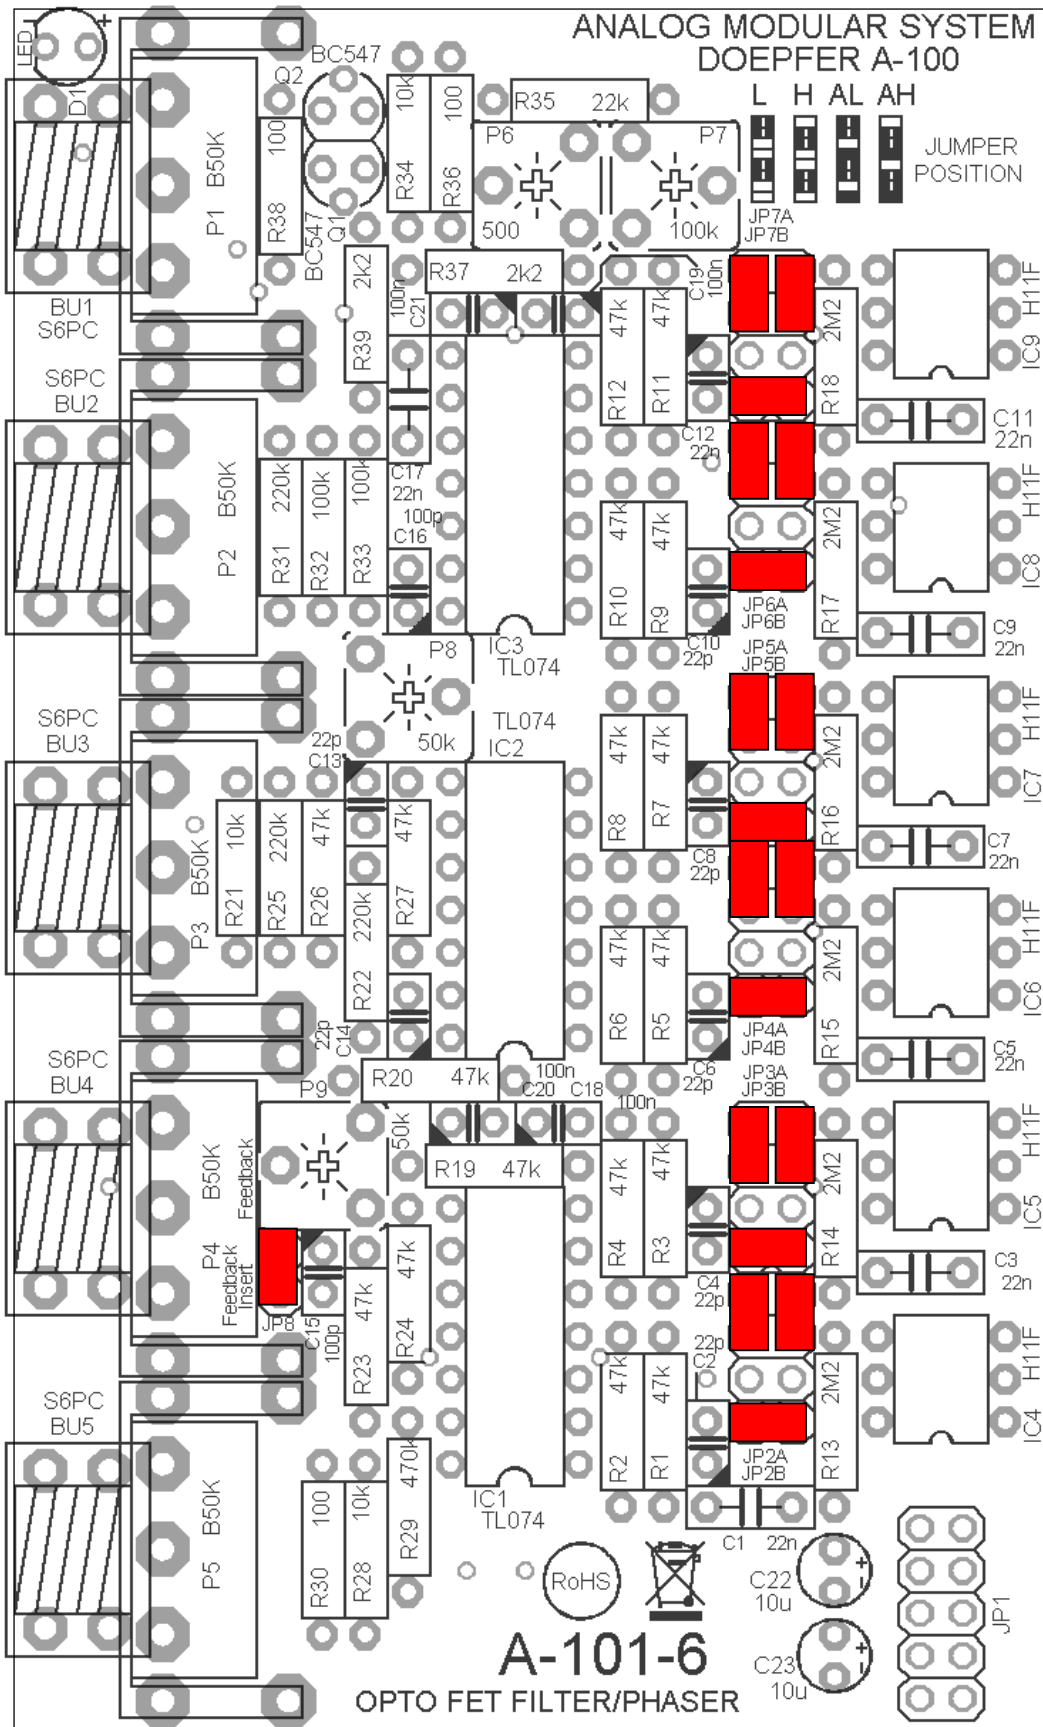 ANALOG MODULAR SYSTEM
DOEPFER A-100
L H AL AH
JUMPER
POSITION
LED
+
D1
BC547
Q2
BC547
Q1
10k
R34
100
R36
R35 22k
P6
500
P7
100k
100
R38
B50K
P1
BU1
S6PC
2k2
R39
R37 2k2
100n
C21
C19
100n
JP7A
JP7B
47k
R12
47k
R11
2M2
R18
H11F
IC9
C11
22n
C12
22n
S6PC
BU2
B50K
P2
220k
R31
100k
R32
100k
R33
C17
22n
100p
C16
47k
R10
47k
R9
2M2
R17
H11F
IC8
C9
22n
C10
22p
JP6A
JP6B
JP5A
JP5B
IC3
TL074
P8
50k
TL074
IC2
S6PC
BU3
B50K
P3
22p
C13
10k
R21
220k
R25
47k
R26
220k
R22
47k
R27
47k
R8
47k
R7
2M2
R16
H11F
IC7
C7
22n
C8
22p
47k
R6
47k
R5
2M2
R15
H11F
IC6
C5
22n
C6
22p
22p
C14
JP4A
JP4B
JP3A
JP3B
S6PC
BU4
R20 47k
100n
C20 C18
100n
P9
50k
R19 47k
B50K
P4
Feedback
Feedback
Insert
JP8
C15
100p
47k
R23
47k
R24
47k
R4
47k
R3
2M2
R14
H11F
IC5
C3
22n
C4
22p
22p
C2
47k
R2
47k
R1
2M2
R13
H11F
IC4
JP2A
JP2B
S6PC
BU5
B50K
P5
100
R30
10k
R28
470k
R29
IC1
TL074
C1 22n
RoHS
C22
10u
+
-
C23
10u
+
-
JP1
A-101-6
OPTO FET FILTER/PHASER